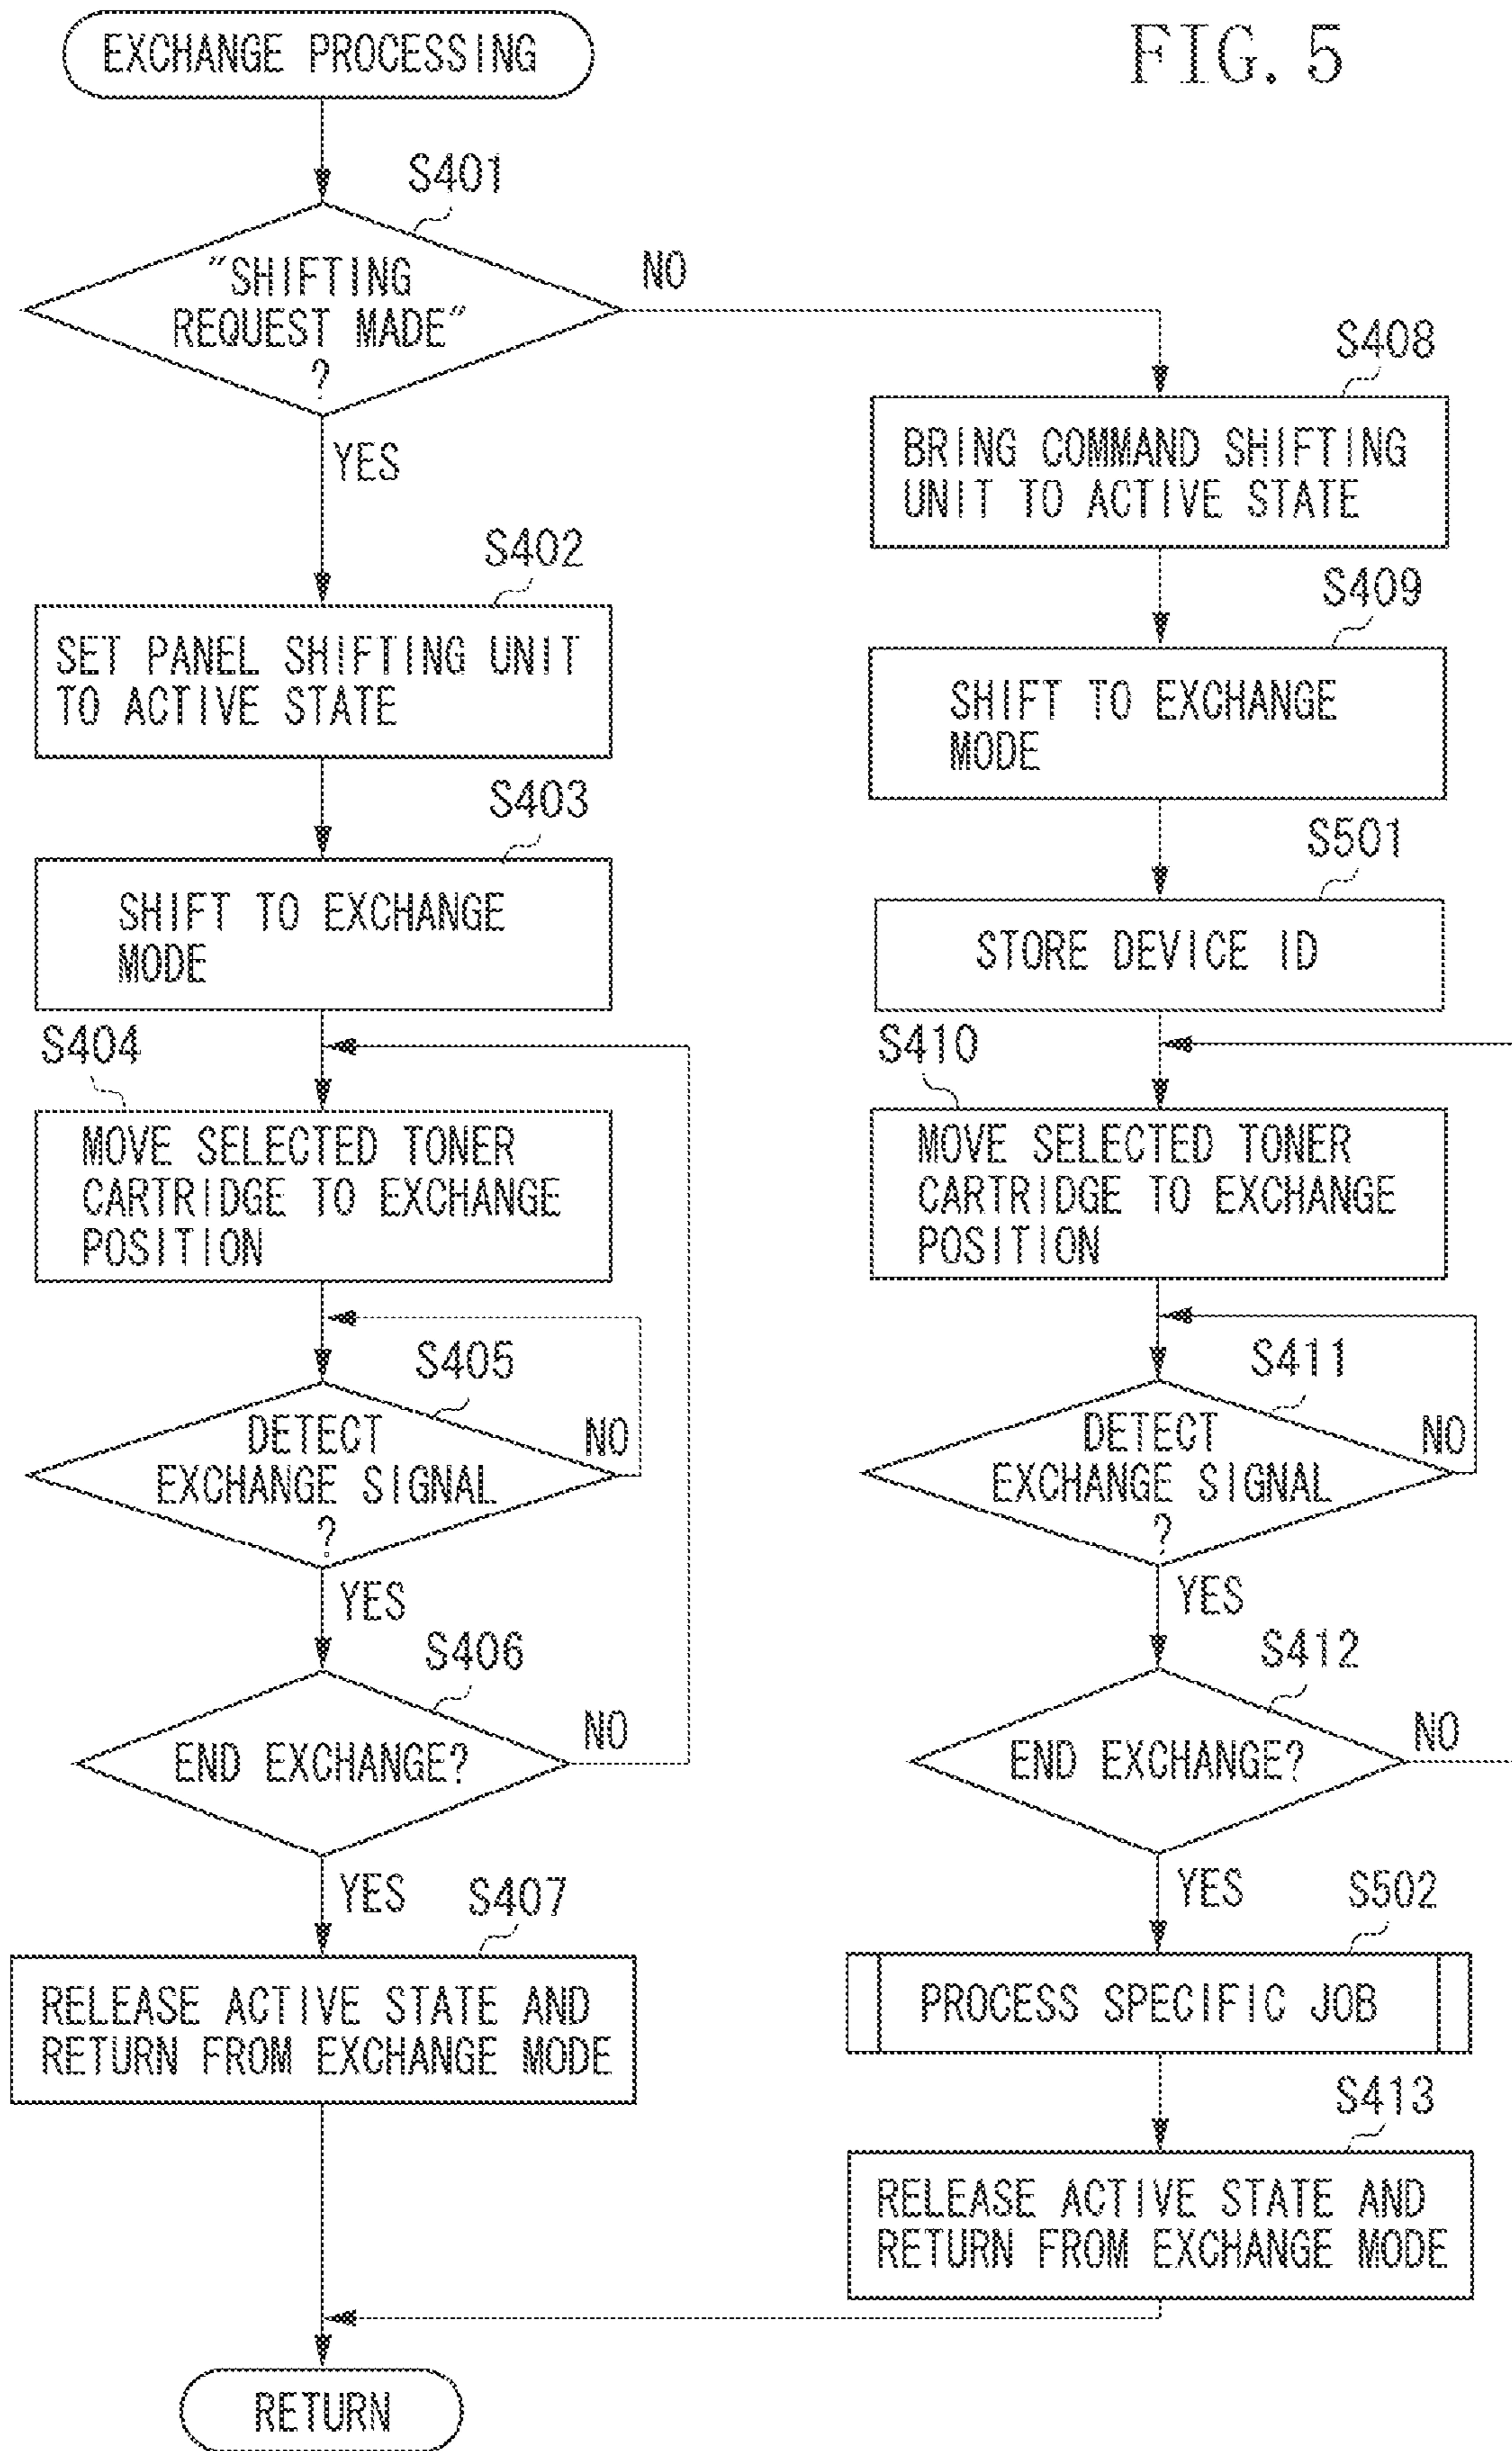 FIG. 5
EXCHANGE PROCESSING
S401
"SHIFTING
REQUEST MADE"
?
NO
YES
S402
SET PANEL SHIFTING UNIT
TO ACTIVE STATE
S403
SHIFT TO EXCHANGE
MODE
S404
MOVE SELECTED TONER
CARTRIDGE TO EXCHANGE
POSITION
S405
DETECT
EXCHANGE SIGNAL
?
NO
YES
S406
END EXCHANGE?
NO
YES
S407
RELEASE ACTIVE STATE AND
RETURN FROM EXCHANGE MODE
S408
BRING COMMAND SHIFTING
UNIT TO ACTIVE STATE
S409
SHIFT TO EXCHANGE
MODE
S501
STORE DEVICE ID
S410
MOVE SELECTED TONER
CARTRIDGE TO EXCHANGE
POSITION
S411
DETECT
EXCHANGE SIGNAL
?
NO
YES
S412
END EXCHANGE?
NO
YES
S502
PROCESS SPECIFIC JOB
S413
RELEASE ACTIVE STATE AND
RETURN FROM EXCHANGE MODE
RETURN